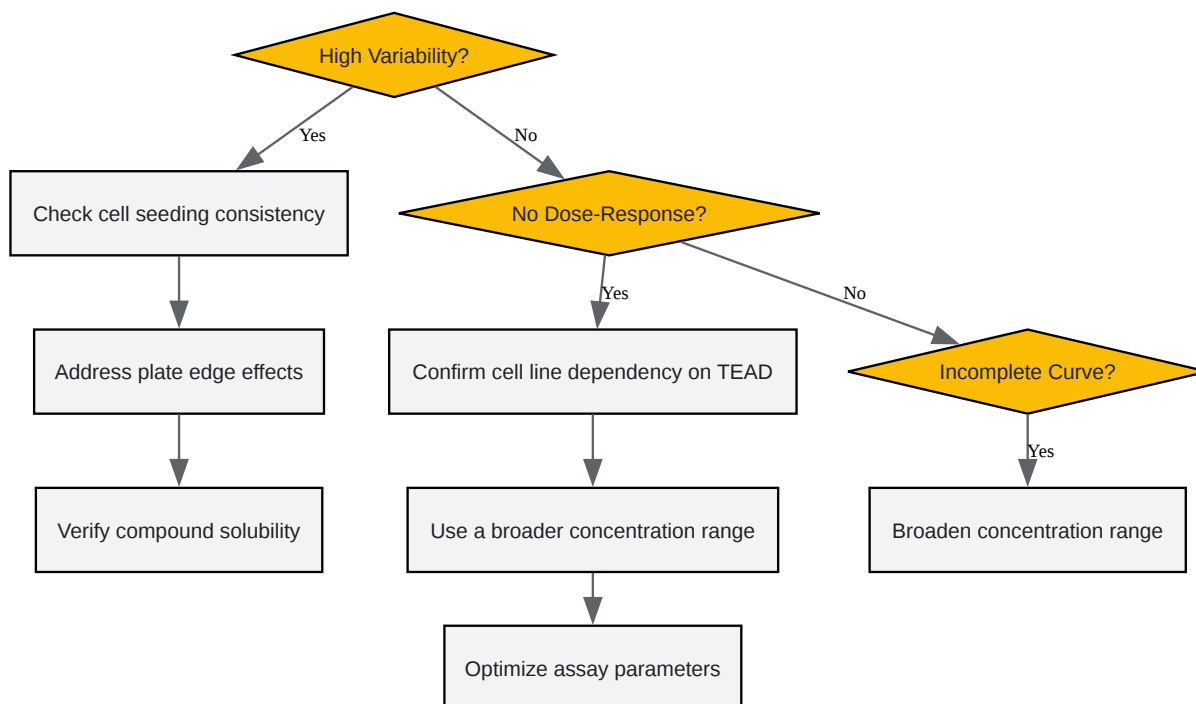 High Variability?
Yes
No
Check cell seeding consistency
No Dose-Response?
Yes
No
Address plate edge effects
Confirm cell line dependency on TEAD
Incomplete Curve?
Yes
Verify compound solubility
Use a broader concentration range
Broaden concentration range
Optimize assay parameters